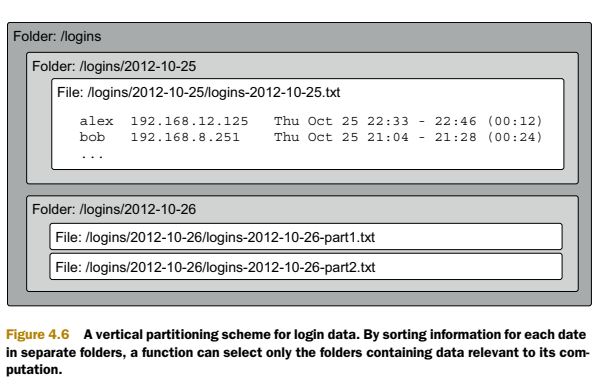 Folder: /logins
Folder: /logins/2012-10-25
File: /logins/2012-10-25/logins-2012-10-25.txt
alex 192.168.12.125 Thu Oct 25 22:33 - 22:46 (00:12)
bob 192.168.8.251 Thu Oct 25 21:04 - 21:28 (00:24)
...
Folder: /logins/2012-10-26
File: /logins/2012-10-26/logins-2012-10-26-part1.txt
File: /logins/2012-10-26/logins-2012-10-26-part2.txt
Figure 4.6 A vertical partitioning scheme for login data. By sorting information for each date
in separate folders, a function can select only the folders containing data relevant to its com-
putation.